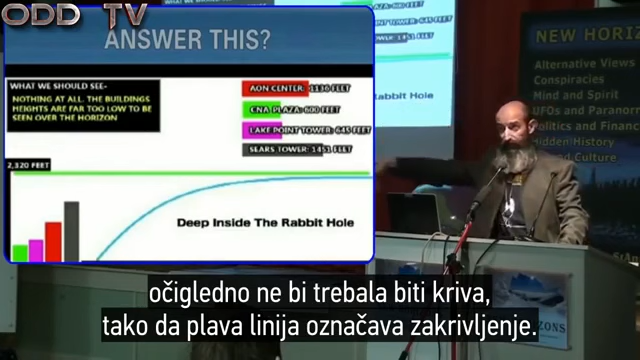 ODD TV
ANSWER THIS?
WHAT WE SHOULD SEE-
NOTHING AT ALL. THE BUILDINGS
HEIGHTS ARE FAR TOO LOW TO BE
SEEN OVER THE HORIZON
AON CENTER: 1136 FEET
CNA PLAZA: 600 FEET
LAKE POINT TOWER: 645 FEET
SEARS TOWER: 1451 FEET
2,320 FEET
Deep Inside The Rabbit Hole
Rabbit Hole
NEW HORIZ
Alternative Views
Conspiracies
Mind and Spirit
UFOs and Paranorm
Politics and Financ
Hidden History
Culture
očigledno ne bi trebala biti kriva,
tako da plava linija označava zakrivljenje.